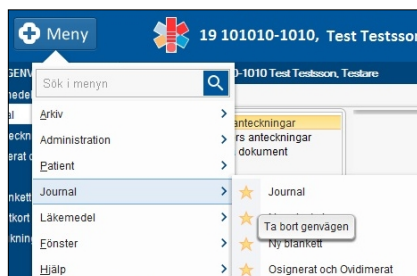 Meny
19 101010-1010, Test Testsson
0-1010 Test Testsson, Testare
Sök i menyn
Arkiv
anteckningar
Administration
rs anteckningar
dokument
Patient
Journal
Journal
Läkemedel
Ta bort genvägen
Fönster
Ny blankett
Hjälp
Osignerat och Ovidimerat